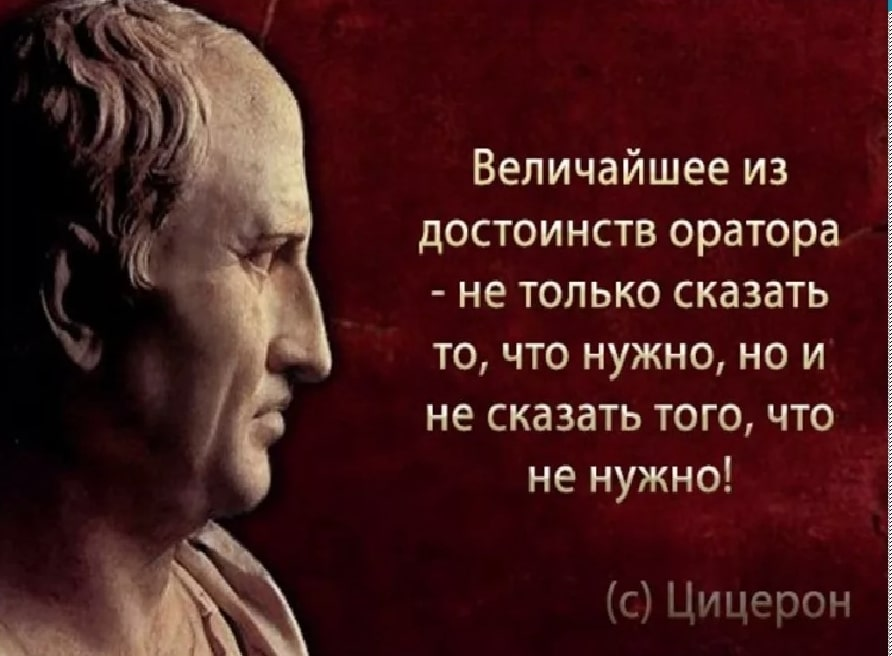 Величайшее из
достоинств оратора
- не только сказать
то, что нужно, но и
не сказать того, что
не нужно!
(с) Цицерон